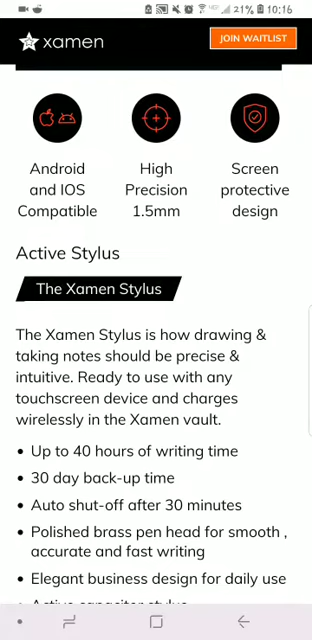 21% 10:16
xamen
JOIN WAITLIST
Android and IOS Compatible
High Precision 1.5mm
Screen protective design
Active Stylus
The Xamen Stylus
The Xamen Stylus is how drawing &
taking notes should be precise &
intuitive. Ready to use with any
touchscreen device and charges
wirelessly in the Xamen vault.
• Up to 40 hours of writing time
• 30 day back-up time
• Auto shut-off after 30 minutes
• Polished brass pen head for smooth ,
accurate and fast writing
• Elegant business design for daily use
• Active capacitor stylus